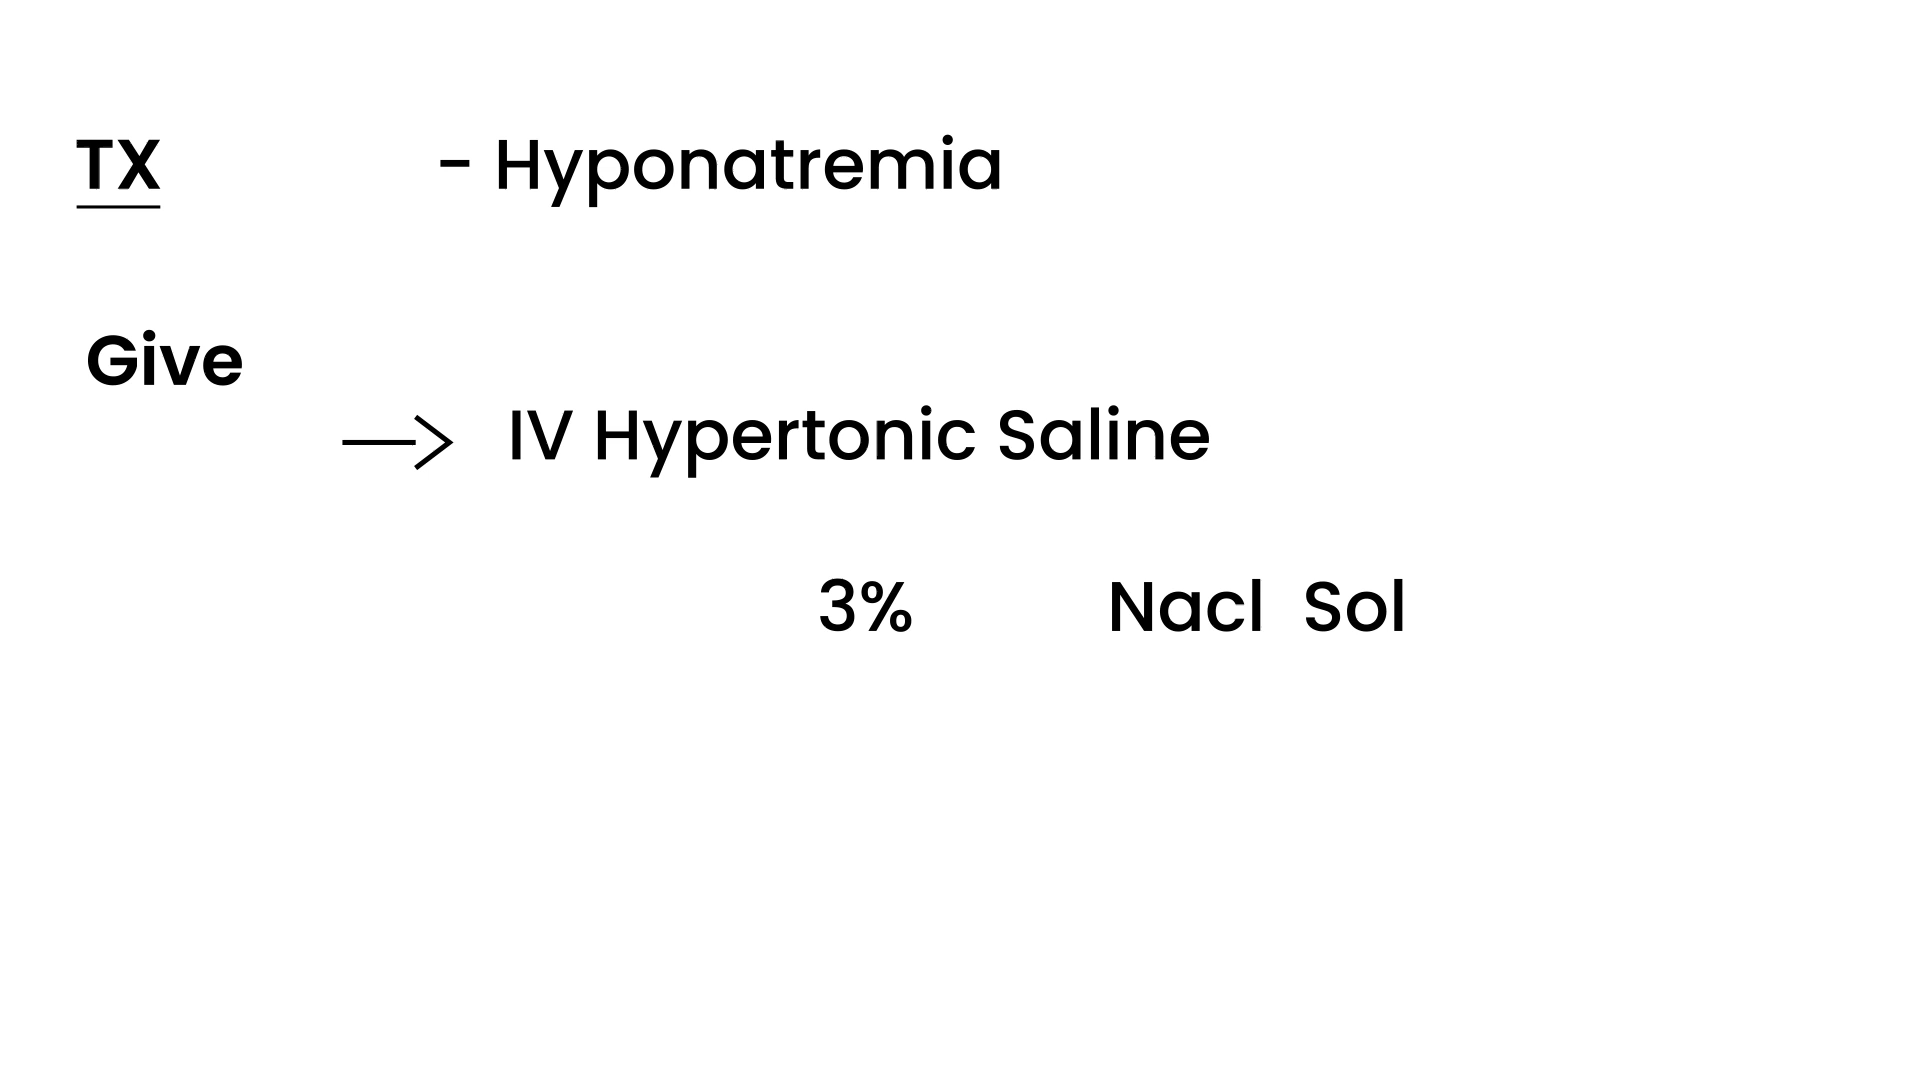 TX - Hyponatremia
Give
IV Hypertonic Saline
3% Nacl Sol